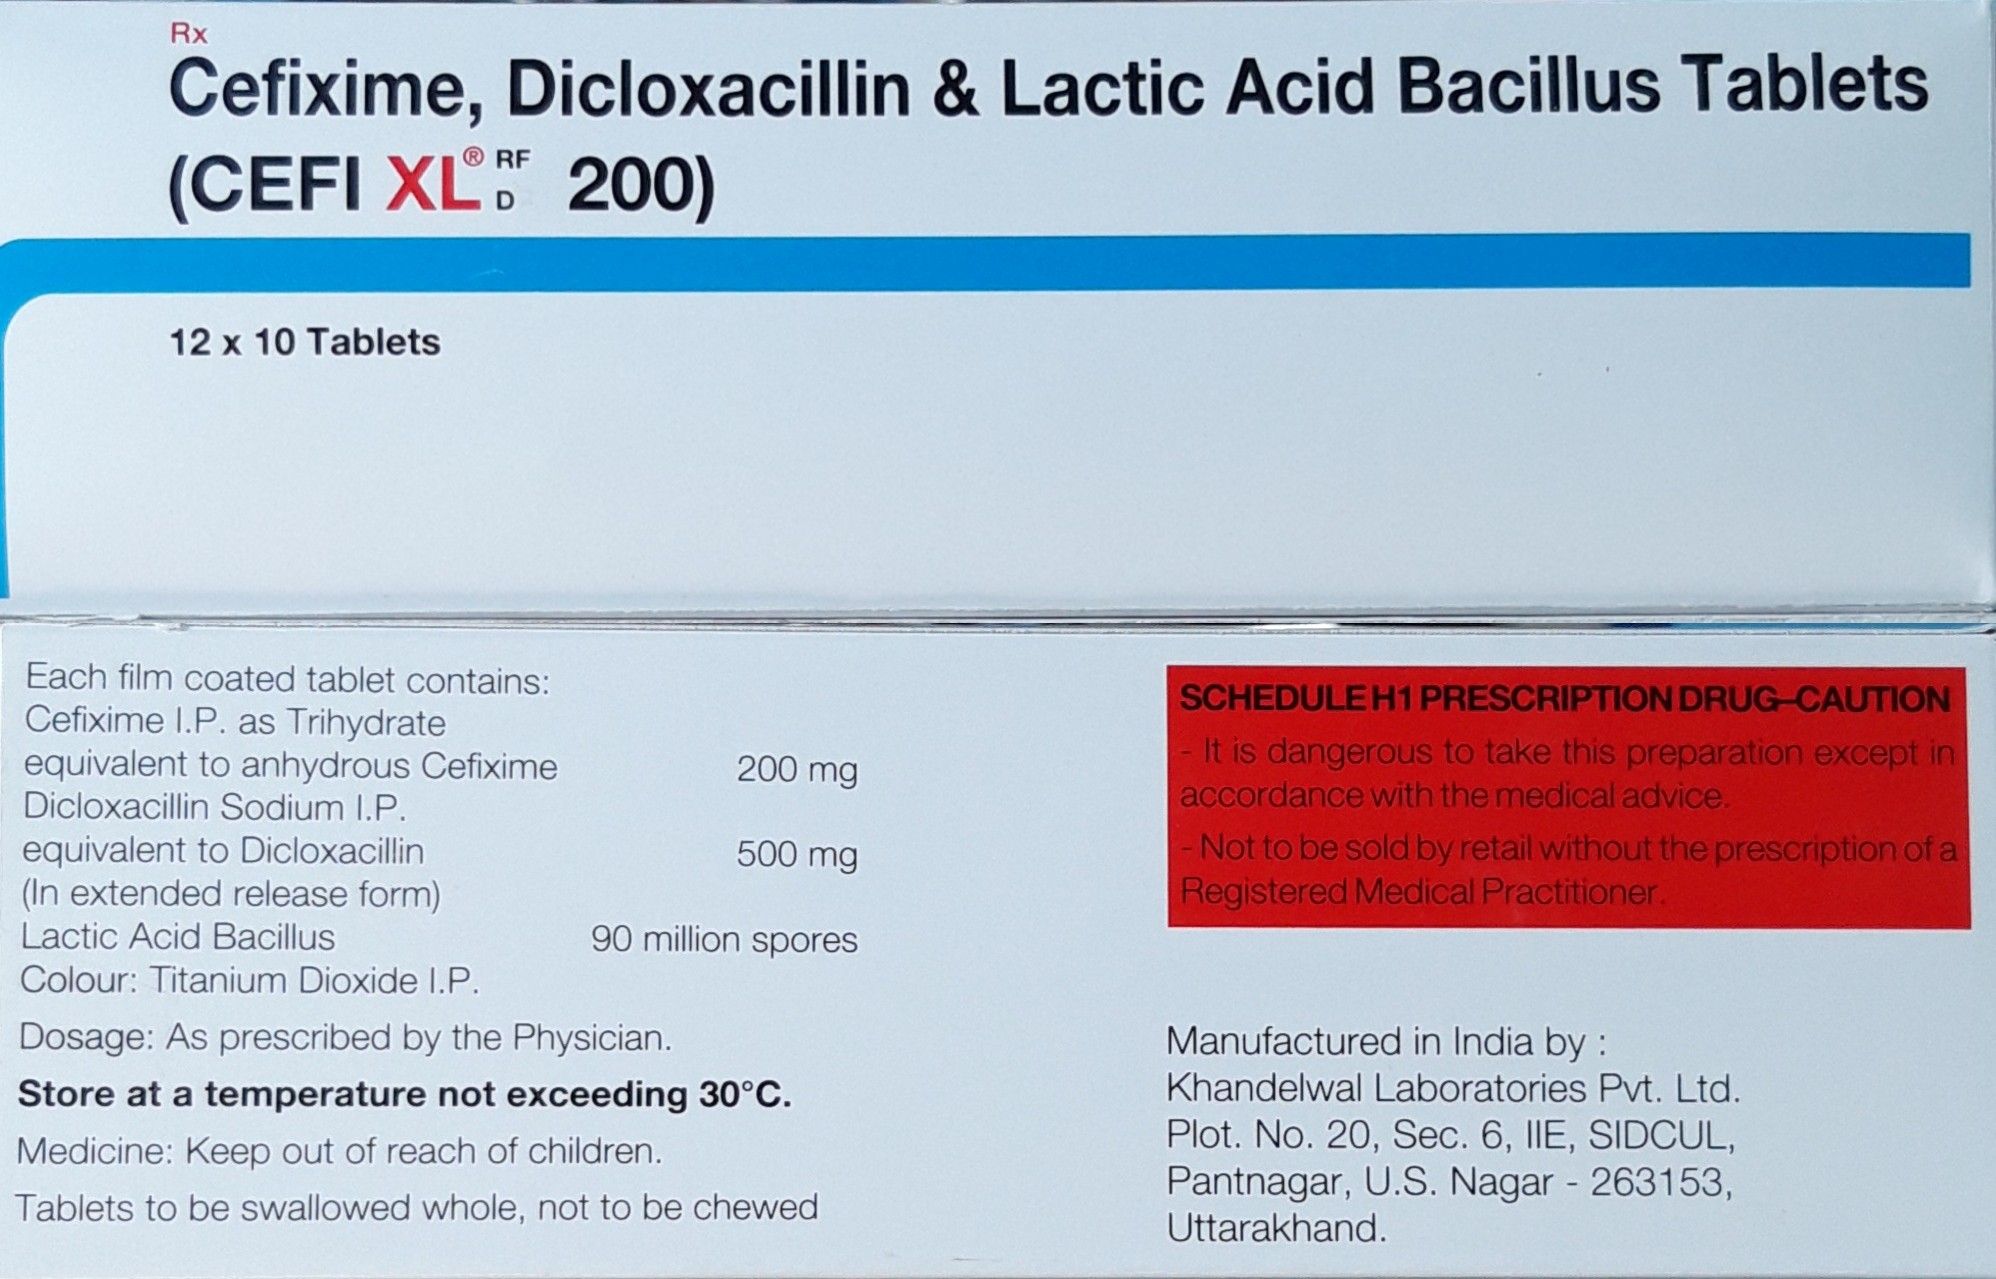 Rx
Cefixime, Dicloxacillin & Lactic Acid Bacillus Tablets
(CEFI XL® RF D 200)
12 x 10 Tablets
Each film coated tablet contains:
Cefixime I.P. as Trihydrate
equivalent to anhydrous Cefixime 200 mg
Dicloxacillin Sodium I.P.
equivalent to Dicloxacillin 500 mg
(In extended release form)
Lactic Acid Bacillus 90 million spores
Colour: Titanium Dioxide I.P.
Dosage: As prescribed by the Physician.
Store at a temperature not exceeding 30°C.
Medicine: Keep out of reach of children.
Tablets to be swallowed whole, not to be chewed
SCHEDULE H1 PRESCRIPTION DRUG–CAUTION
- It is dangerous to take this preparation except in
accordance with the medical advice.
- Not to be sold by retail without the prescription of a
Registered Medical Practitioner.
Manufactured in India by :
Khandelwal Laboratories Pvt. Ltd.
Plot. No. 20, Sec. 6, IIE, SIDCUL,
Pantnagar, U.S. Nagar - 263153,
Uttarakhand.